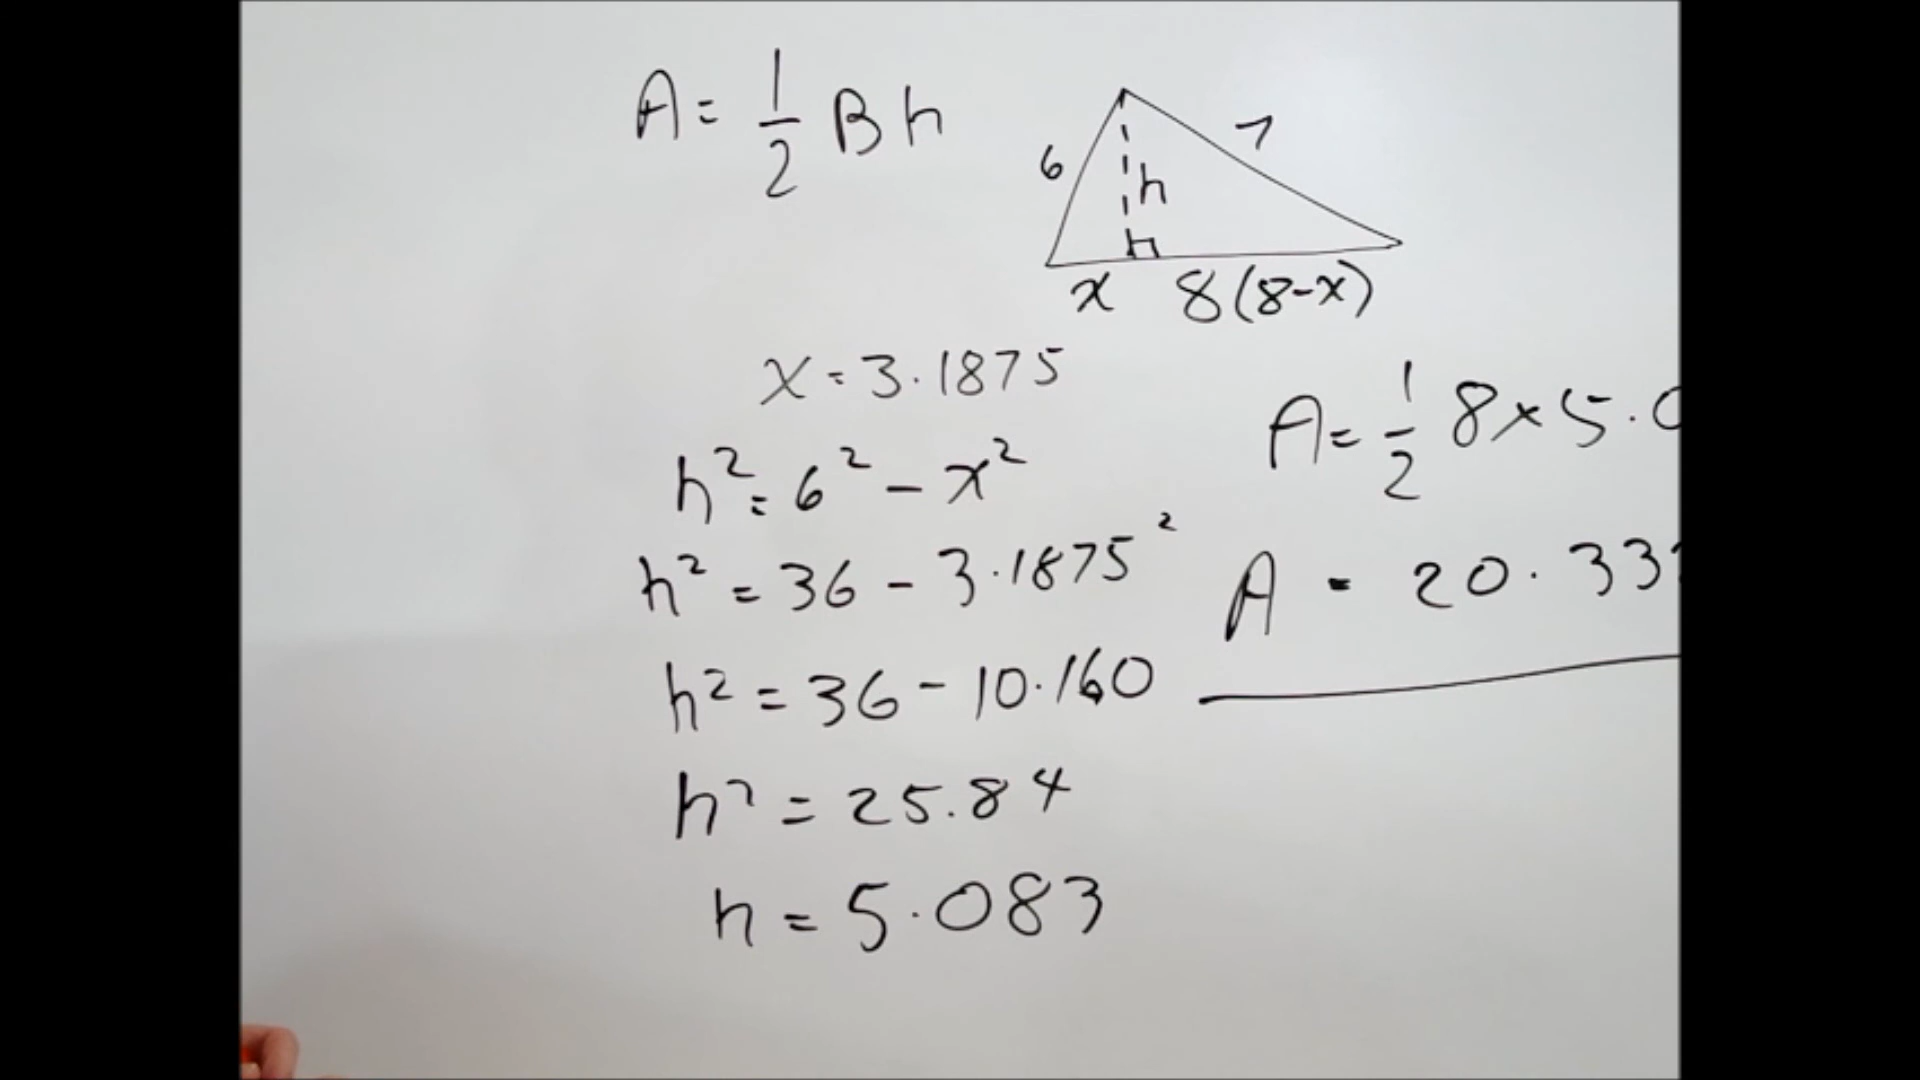 A = 1/2 B h
6
7
h
x 8(8-x)
x = 3.1875
h² = 6² - x²
h² = 36 - 3.1875²
h² = 36 - 10.160
h² = 25.84
h = 5.083
A = 1/2 8 × 5.0
A = 20.33